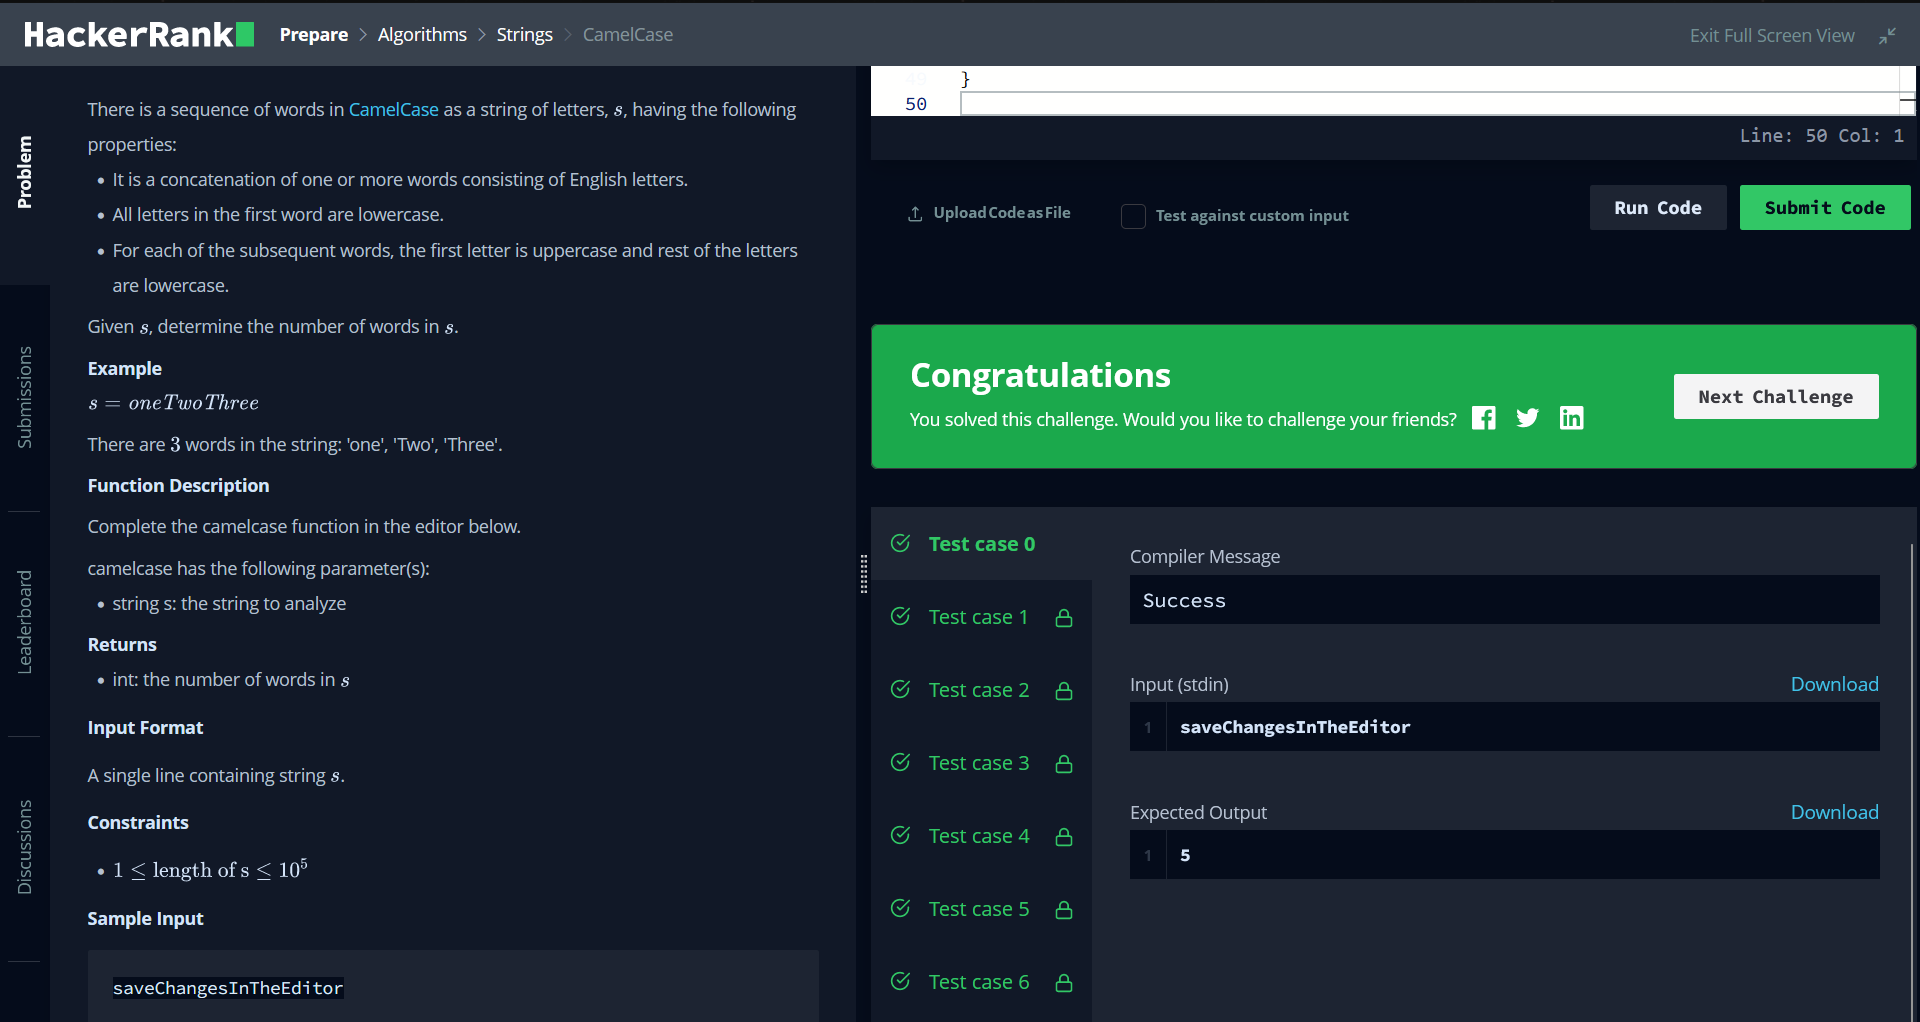 HackerRank
Prepare > Algorithms > Strings > CamelCase
Exit Full Screen View
Problem
Submissions
Leaderboard
Discussions
There is a sequence of words in CamelCase as a string of letters, s, having the following
properties:
• It is a concatenation of one or more words consisting of English letters.
• All letters in the first word are lowercase.
• For each of the subsequent words, the first letter is uppercase and rest of the letters
are lowercase.
Given s, determine the number of words in s.
Example
s = oneTwoThree
There are 3 words in the string: 'one', 'Two', 'Three'.
Function Description
Complete the camelcase function in the editor below.
camelcase has the following parameter(s):
• string s: the string to analyze
Returns
• int: the number of words in s
Input Format
A single line containing string s.
Constraints
• 1 ≤ length of s ≤ 10⁵
Sample Input
saveChangesInTheEditor
49 }
50
Line: 50 Col: 1
Upload Code as File
Test against custom input
Run Code
Submit Code
Congratulations
You solved this challenge. Would you like to challenge your friends?
Next Challenge
Test case 0
Test case 1
Test case 2
Test case 3
Test case 4
Test case 5
Test case 6
Compiler Message
Success
Input (stdin)
Download
1 saveChangesInTheEditor
Expected Output
Download
1 5